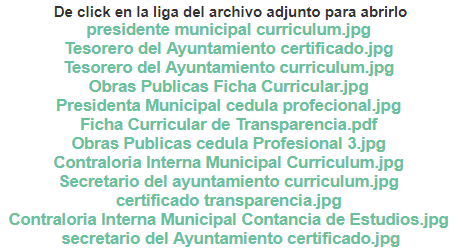 De click en la liga del archivo adjunto para abrirlo
presidente municipal curriculum.jpg
Tesorero del Ayuntamiento certificado.jpg
Tesorero del Ayuntamiento curriculum.jpg
Obras Publicas Ficha Curricular.jpg
Presidenta Municipal cedula profecional.jpg
Ficha Curricular de Transparencia.pdf
Obras Publicas cedula Profesional 3.jpg
Contraloria Interna Municipal Curriculum.jpg
Secretario del ayuntamiento curriculum.jpg
certificado transparencia.jpg
Contraloria Interna Municipal Contancia de Estudios.jpg
secretario del Ayuntamiento certificado.jpg